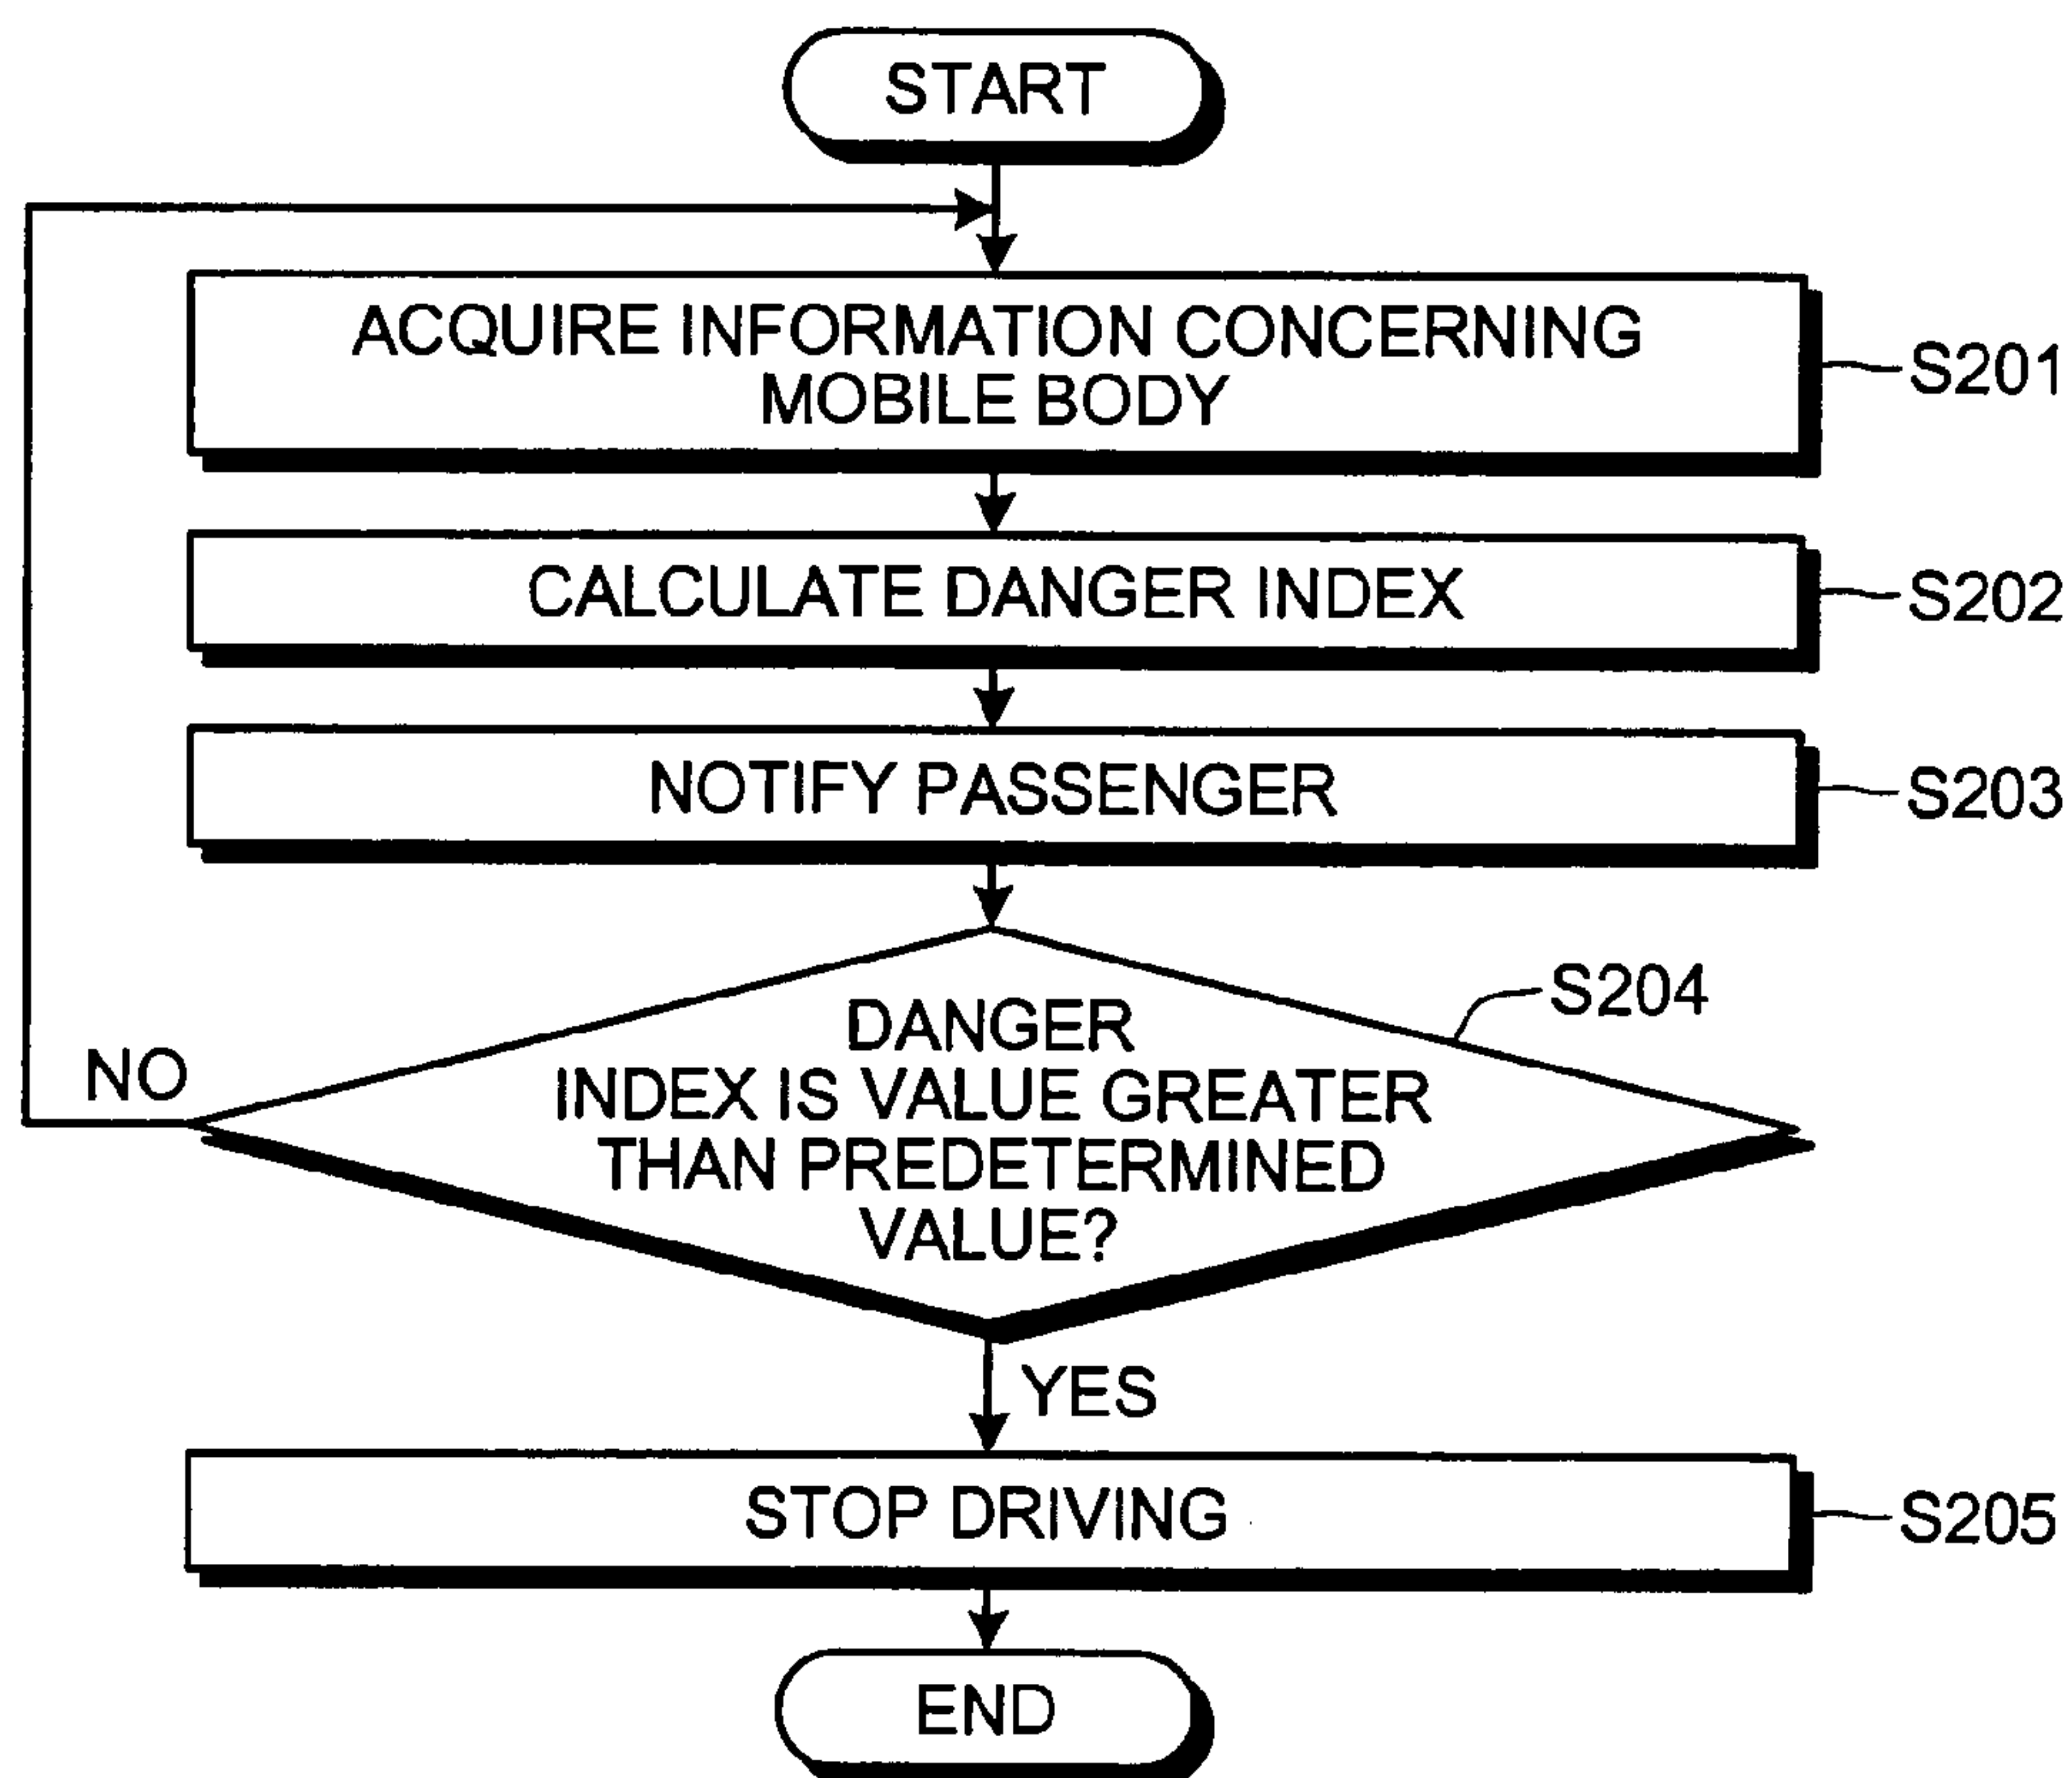 START
ACQUIRE INFORMATION CONCERNING
MOBILE BODY
S201
CALCULATE DANGER INDEX
S202
NOTIFY PASSENGER
S203
S204
DANGER
INDEX IS VALUE GREATER
THAN PREDETERMINED
VALUE?
NO
YES
STOP DRIVING
S205
END